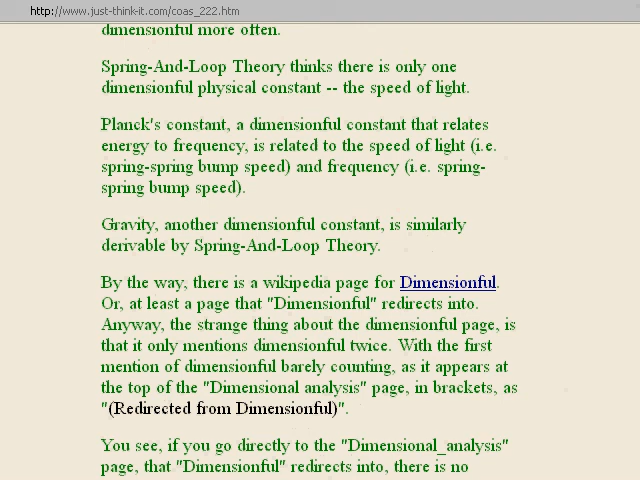 http://www.just-think-it.com/coas_222.htm
dimensionful more often.
Spring-And-Loop Theory thinks there is only one
dimensionful physical constant -- the speed of light.
Planck's constant, a dimensionful constant that relates
energy to frequency, is related to the speed of light (i.e.
spring-spring bump speed) and frequency (i.e. spring-
spring bump speed).
Gravity, another dimensionful constant, is similarly
derivable by Spring-And-Loop Theory.
By the way, there is a wikipedia page for Dimensionful.
Or, at least a page that "Dimensionful" redirects into.
Anyway, the strange thing about the dimensionful page, is
that it only mentions dimensionful twice. With the first
mention of dimensionful barely counting, as it appears at
the top of the "Dimensional analysis" page, in brackets, as
"(Redirected from Dimensionful)".
You see, if you go directly to the "Dimensional_analysis"
page, that "Dimensionful" redirects into, there is no